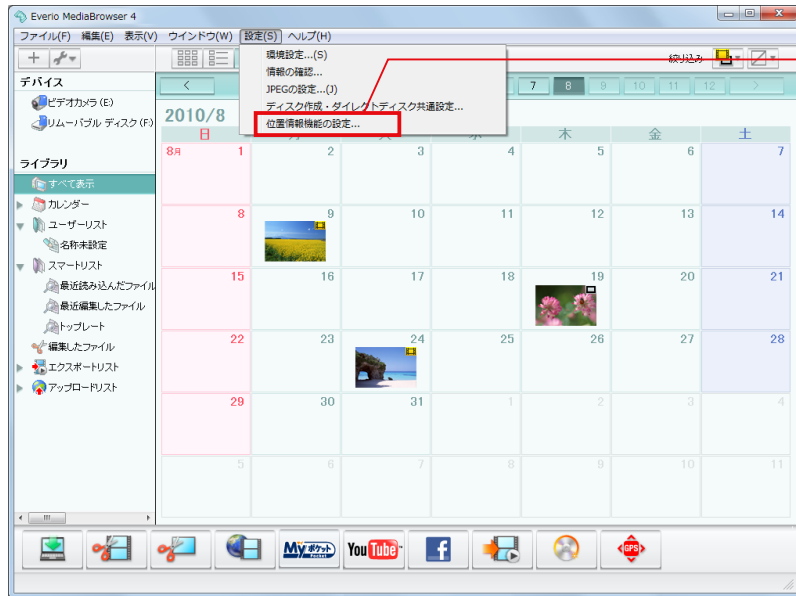 Everio MediaBrowser 4
ファイル(F) 編集(E) 表示(V) ウインドウ(W) 設定(S) ヘルプ(H)
環境設定...(S)
情報の確認...
JPEGの設定...(J)
ディスク作成・ダイレクトディスク共通設定...
位置情報機能の設定...
絞り込み
デバイス
ビデオカメラ (E)
リムーバブル ディスク (F)
ライブラリ
すべて表示
カレンダー
ユーザーリスト
名称未設定
スマートリスト
最近読み込んだファイル
最近編集したファイル
トップレート
編集したファイル
エクスポートリスト
アップロードリスト
< 7 8 9 10 11 12 >
2010/8
日 木 金 土
8月 1 2 3 4 5 6 7
8 9 10 11 12 13 14
15 16 17 18 19 20 21
22 23 24 25 26 27 28
29 30 31 1 2 3 4
5 6 7 8 9 10 11
Myポケット
Pocket
YouTube
f
GPS